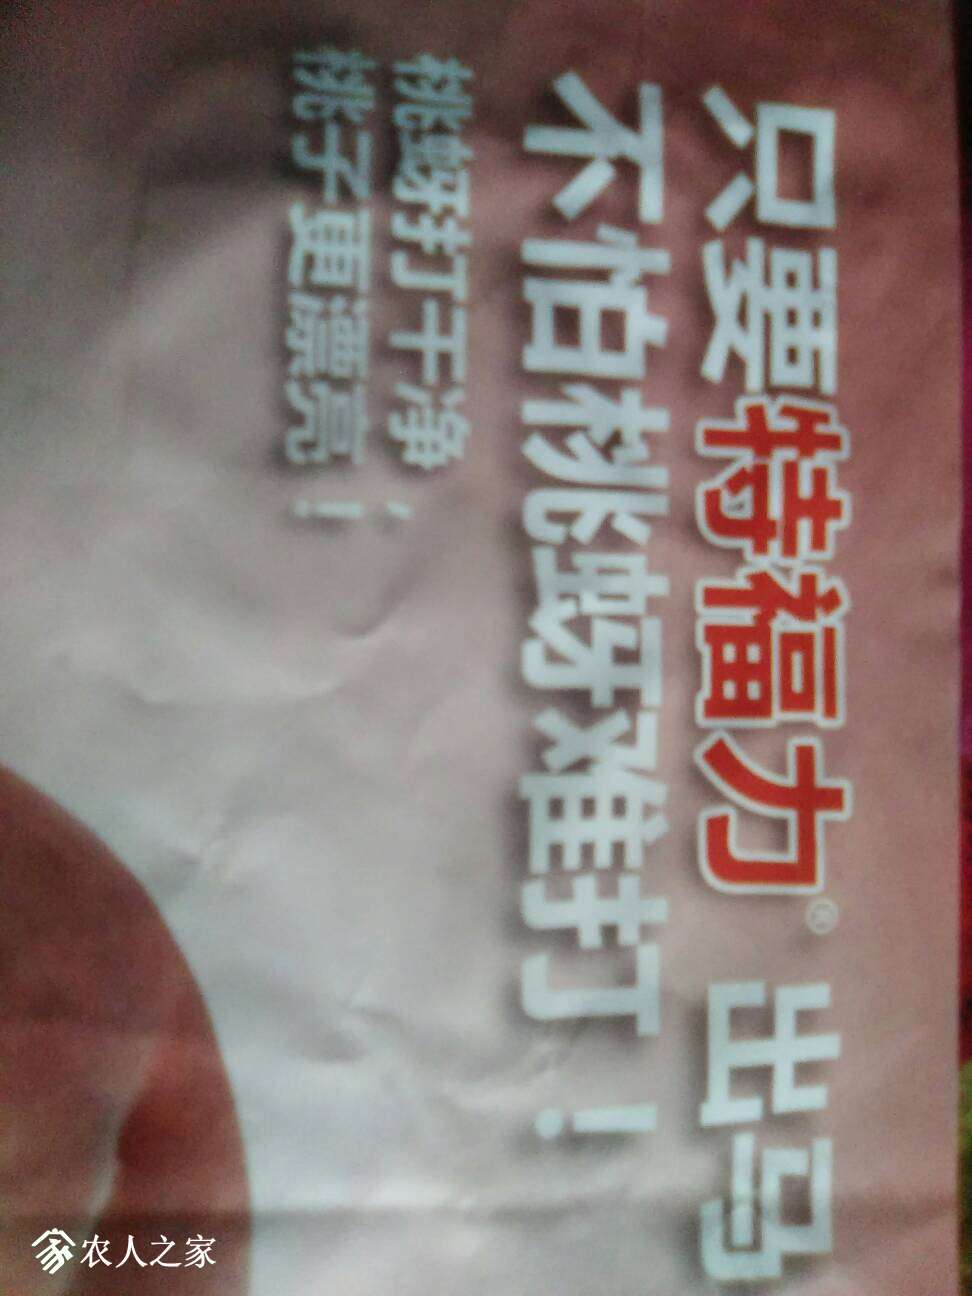 只要特福力® 出马
不怕桃蚜难打！
桃蚜打干净，
桃子更漂亮！
农人之家